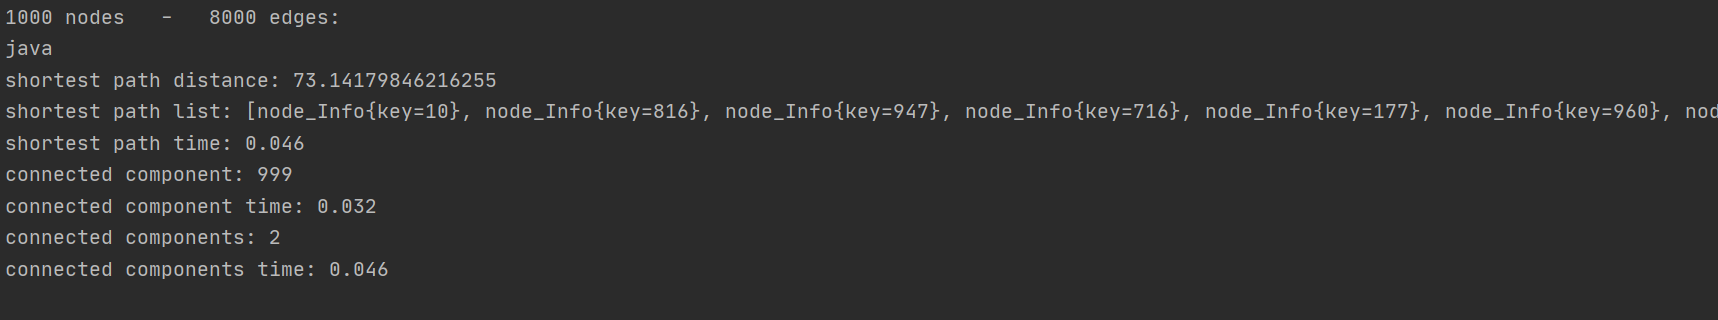 1000 nodes   -   8000 edges:
java
shortest path distance: 73.14179846216255
shortest path list: [node_Info{key=10}, node_Info{key=816}, node_Info{key=947}, node_Info{key=716}, node_Info{key=177}, node_Info{key=960}, nod
shortest path time: 0.046
connected component: 999
connected component time: 0.032
connected components: 2
connected components time: 0.046